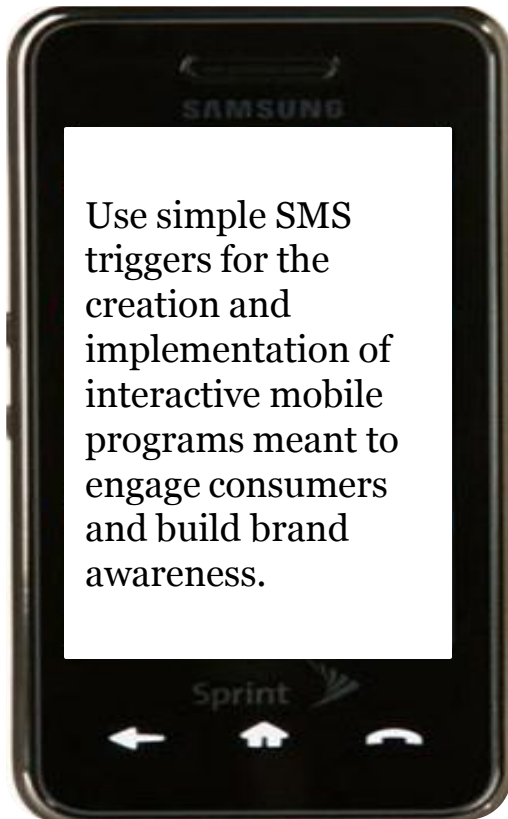 SAMSUNG
Use simple SMS
triggers for the
creation and
implementation of
interactive mobile
programs meant to
engage consumers
and build brand
awareness.
Sprint